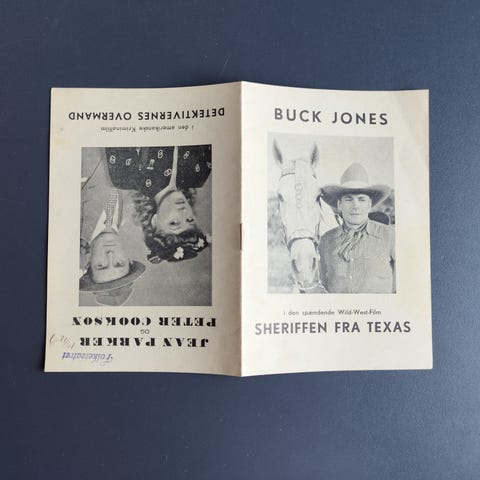 BUCK JONES
i den spændende Wild-West-Film
SHERIFFEN FRA TEXAS
Folketeatret
JEAN PARKER
OG
PETER COOKSON
i den amerikanske Kriminalfilm
DETEKTIVERNES OVERMAND